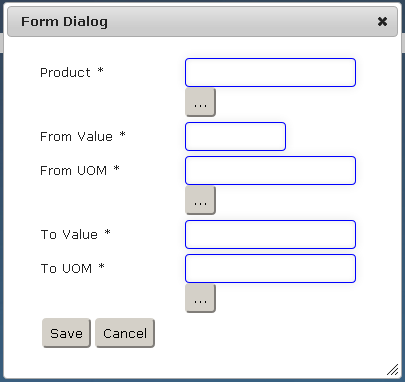 Form Dialog
Product *
...
From Value *
From UOM *
...
To Value *
To UOM *
...
Save Cancel